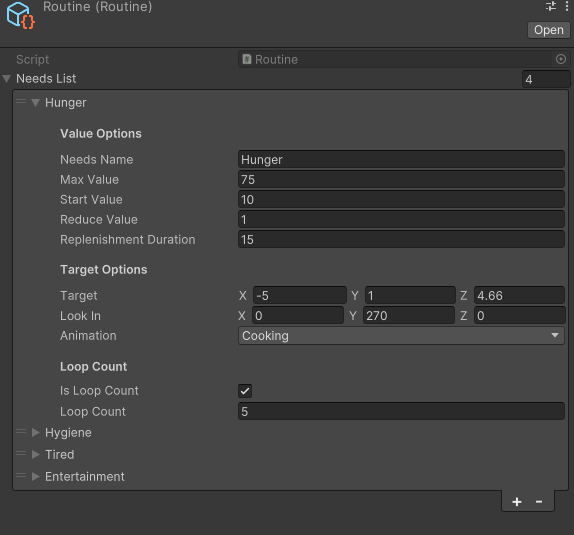 Routine (Routine)
Open
Script Routine
Needs List 4
Hunger
Value Options
Needs Name Hunger
Max Value 75
Start Value 10
Reduce Value 1
Replenishment Duration 15
Target Options
Target X -5 Y 1 Z 4.66
Look In X 0 Y 270 Z 0
Animation Cooking
Loop Count
Is Loop Count
Loop Count 5
Hygiene
Tired
Entertainment
+ -